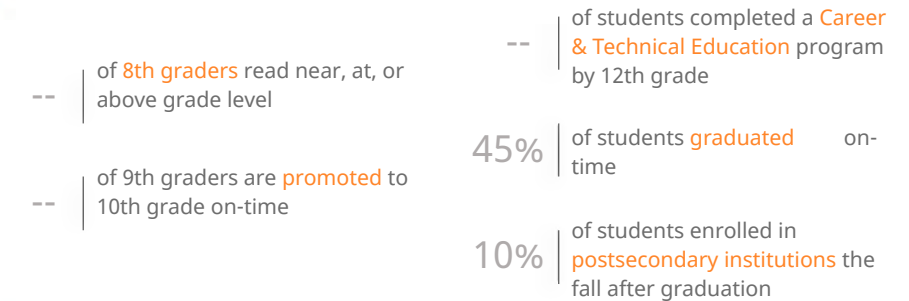 -- of 8th graders read near, at, or
above grade level
-- of 9th graders are promoted to
10th grade on-time
-- of students completed a Career
& Technical Education program
by 12th grade
45% of students graduated on-
time
10% of students enrolled in
postsecondary institutions the
fall after graduation